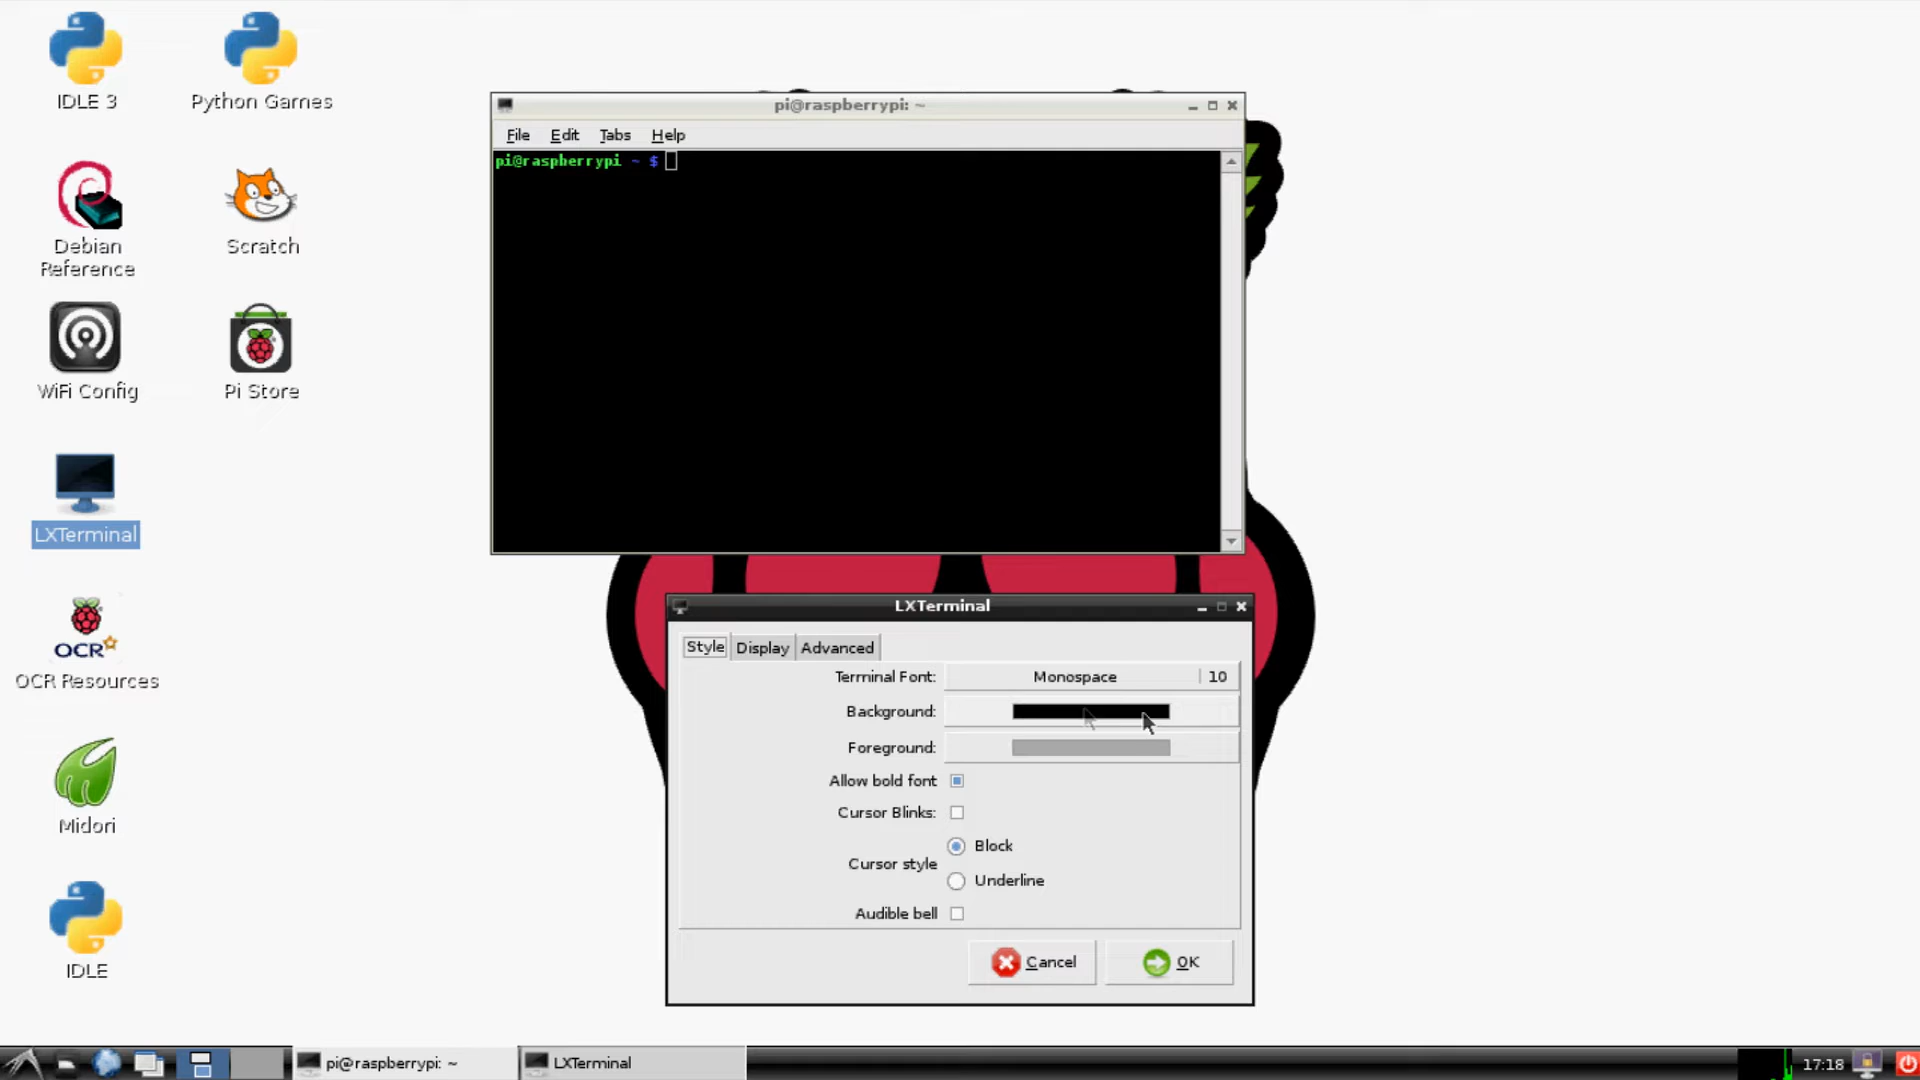 IDLE 3
Python Games
Debian
Reference
Scratch
WiFi Config
Pi Store
LXTerminal
OCR
OCR Resources
Midori
IDLE
pi@raspberrypi: ~
File Edit Tabs Help
pi@raspberrypi ~ $
LXTerminal
Style Display Advanced
Terminal Font: Monospace 10
Background:
Foreground:
Allow bold font
Cursor Blinks:
Cursor style
Block
Underline
Audible bell
Cancel OK
pi@raspberrypi: ~
LXTerminal
17:18